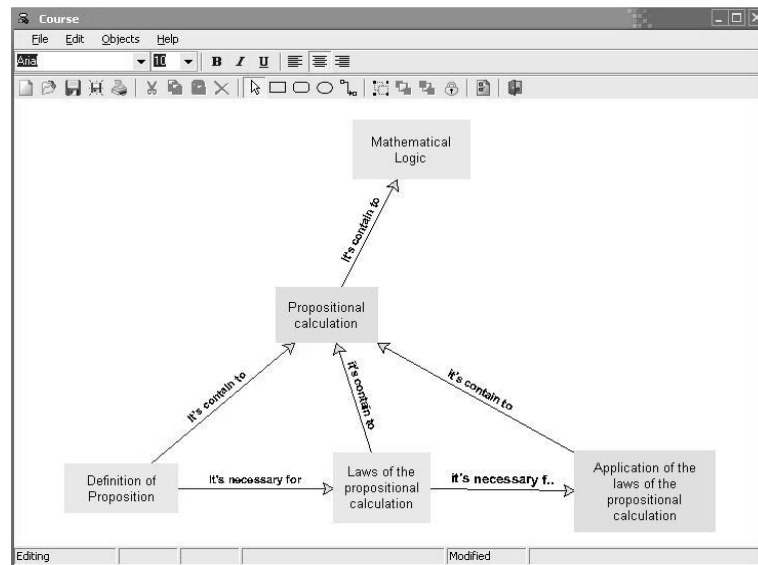 Course
File Edit Objects Help
Arial 10 B I U
Mathematical
Logic
it's contain to
Propositional
calculation
it's contain to
it's contain to
it's contain to
Definition of
Proposition
it's necessary for
Laws of the
propositional
calculation
it's necessary f..
Application of the
laws of the
propositional
calculation
Editing Modified